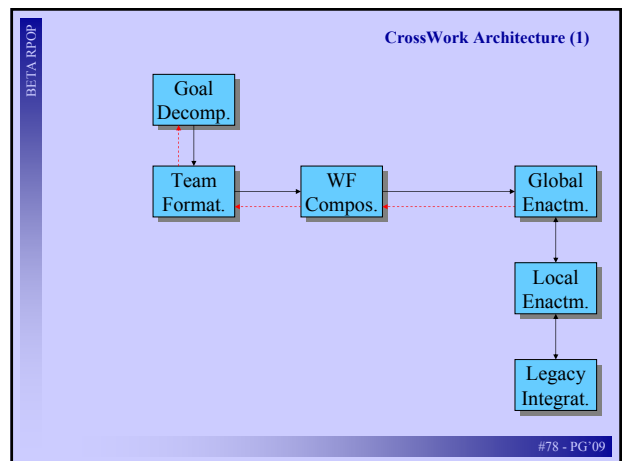 BETA RPOP
CrossWork Architecture (1)
Goal
Decomp.
Team
Format.
WF
Compos.
Global
Enactm.
Local
Enactm.
Legacy
Integrat.
#78 - PG'09